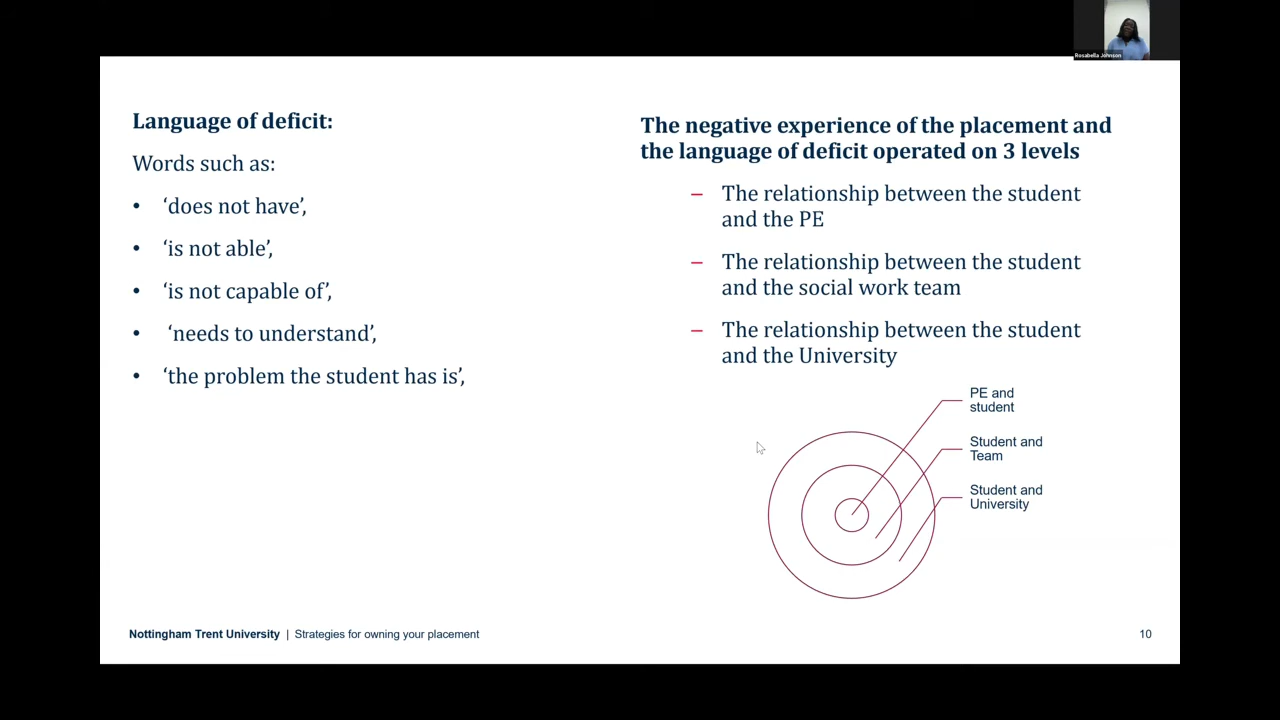 Rosabella Johnson
Language of deficit:
Words such as:
• ‘does not have’,
• ‘is not able’,
• ‘is not capable of’,
• ‘needs to understand’,
• ‘the problem the student has is’,
The negative experience of the placement and
the language of deficit operated on 3 levels
– The relationship between the student
and the PE
– The relationship between the student
and the social work team
– The relationship between the student
and the University
PE and
student
Student and
Team
Student and
University
Nottingham Trent University | Strategies for owning your placement
10